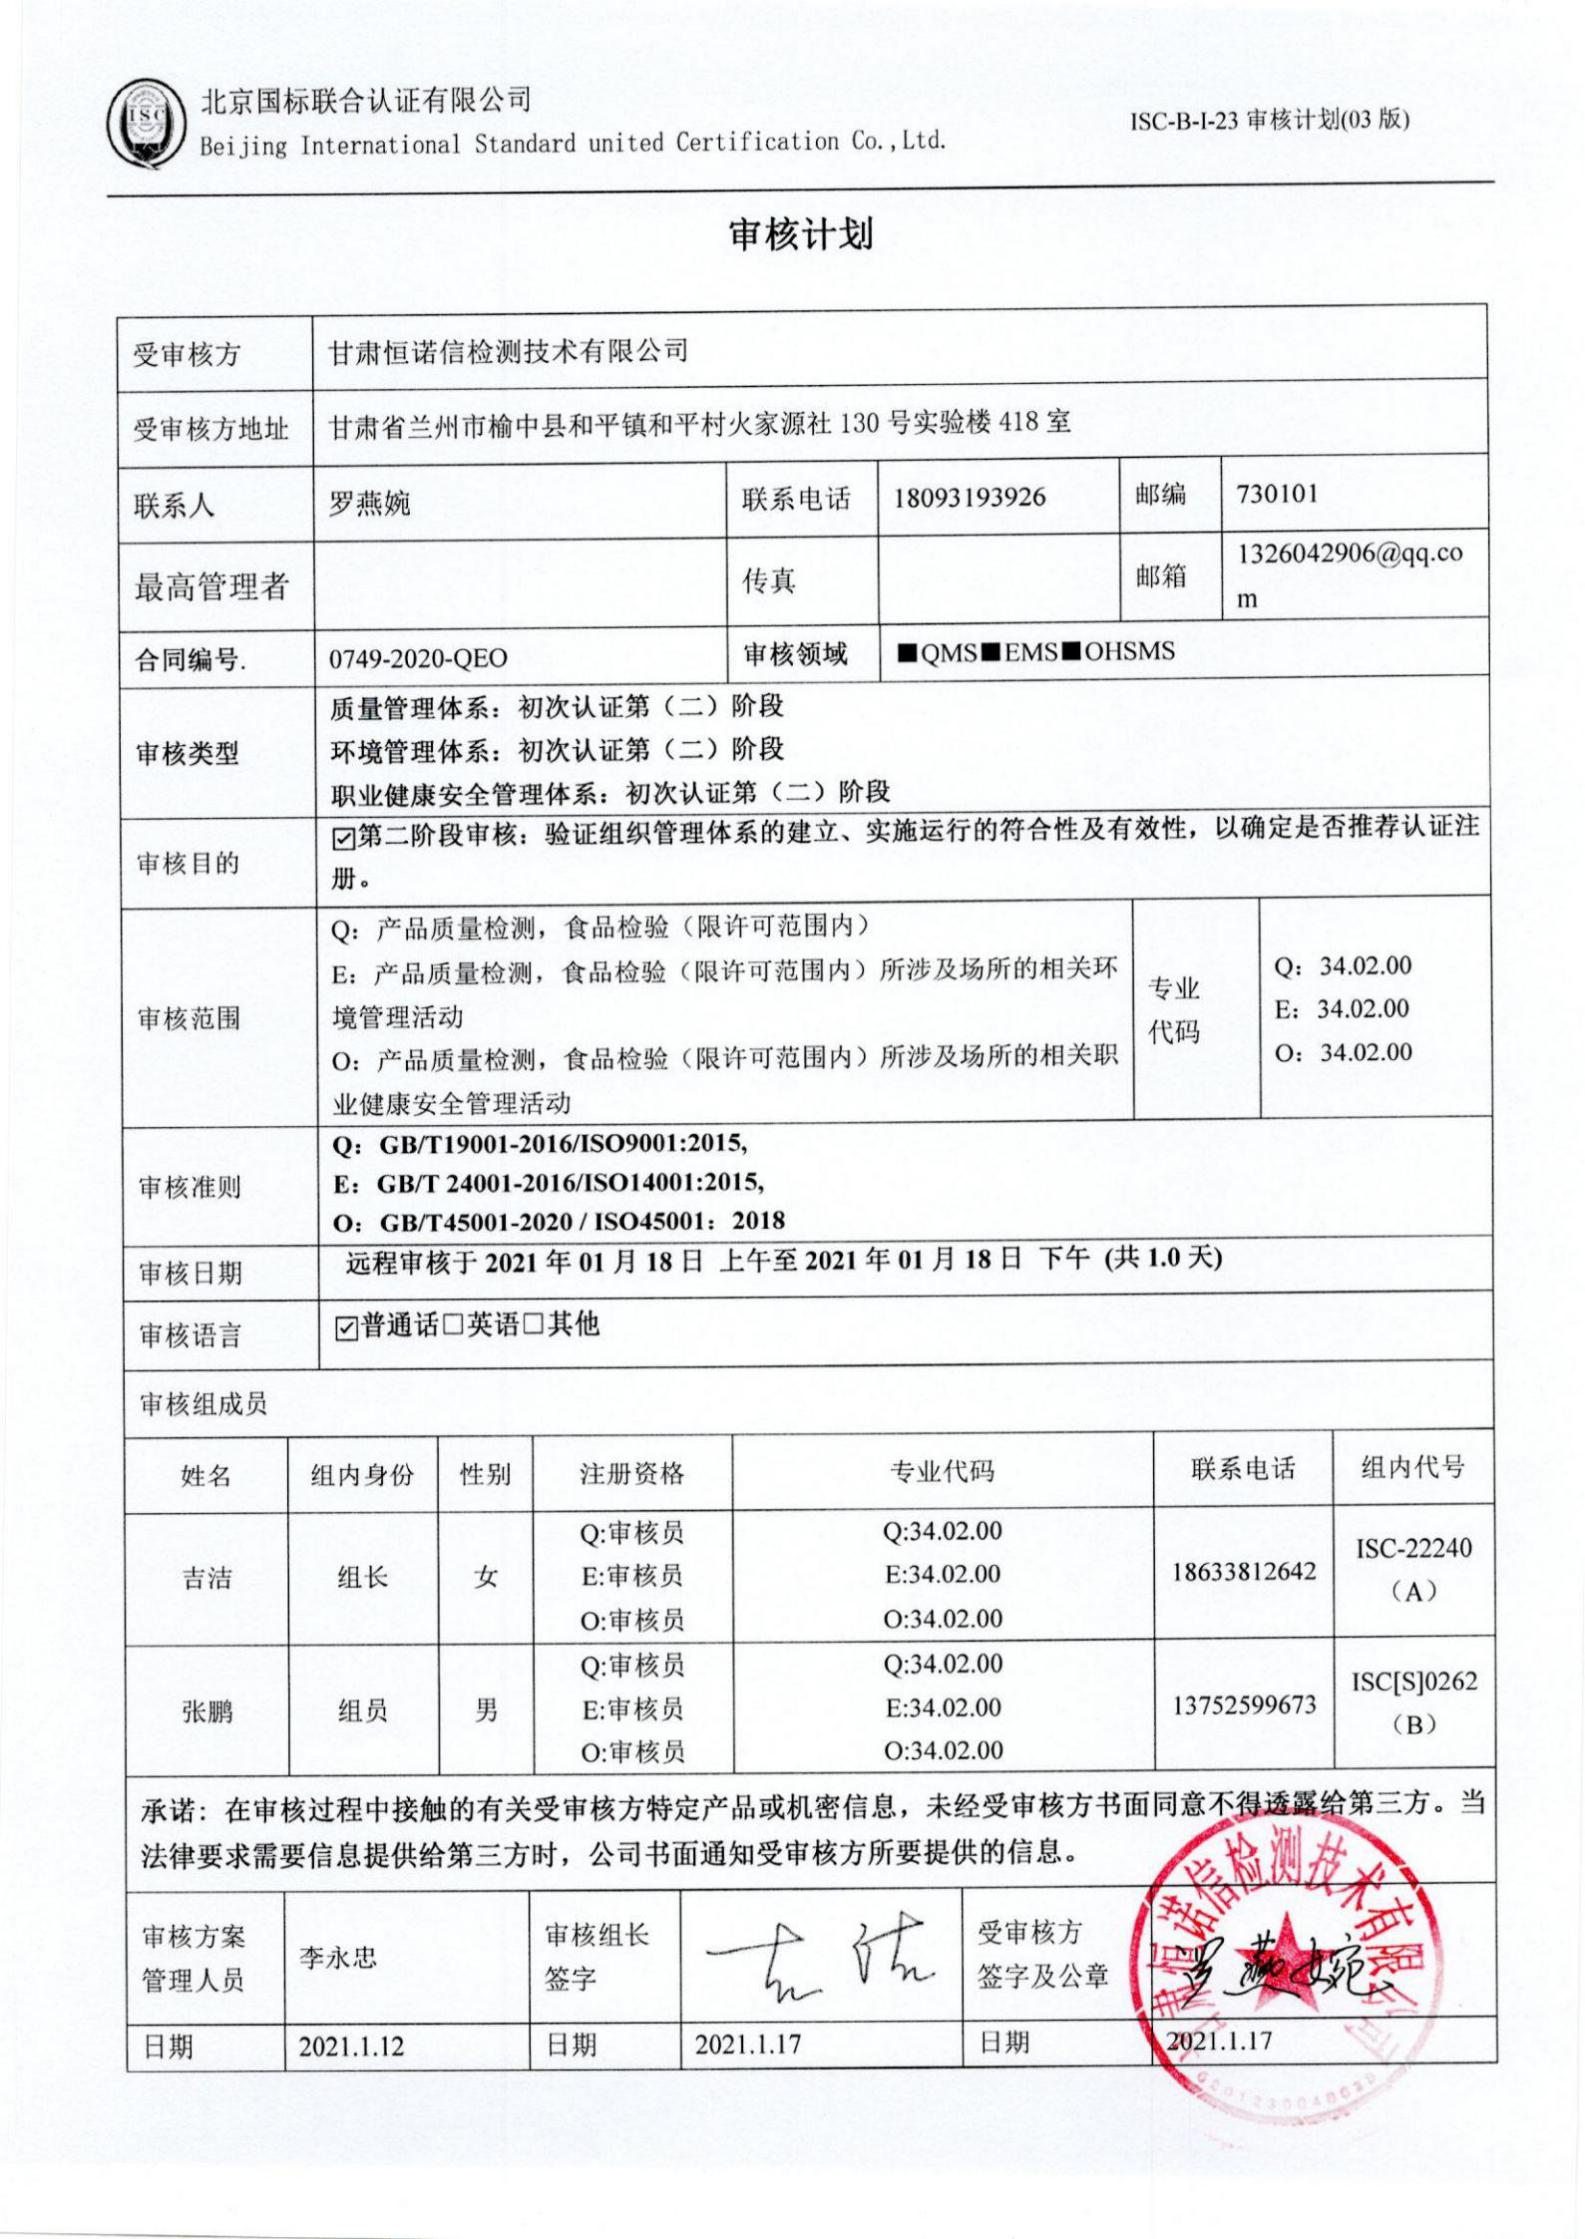 ISC
北京国标联合认证有限公司
Beijing International Standard united Certification Co.,Ltd.
ISC-B-I-23 审核计划(03 版)
审核计划
受审核方 甘肃恒诺信检测技术有限公司
受审核方地址 甘肃省兰州市榆中县和平镇和平村火家源社 130 号实验楼 418 室
联系人 罗燕婉 联系电话 18093193926 邮编 730101
最高管理者 传真 邮箱 1326042906@qq.co
m
合同编号. 0749-2020-QEO 审核领域 ■QMS■EMS■OHSMS
审核类型
质量管理体系：初次认证第（二）阶段
环境管理体系：初次认证第（二）阶段
职业健康安全管理体系：初次认证第（二）阶段
审核目的
☑第二阶段审核：验证组织管理体系的建立、实施运行的符合性及有效性，以确定是否推荐认证注
册。
审核范围
Q：产品质量检测，食品检验（限许可范围内）
E：产品质量检测，食品检验（限许可范围内）所涉及场所的相关环
境管理活动
O：产品质量检测，食品检验（限许可范围内）所涉及场所的相关职
业健康安全管理活动
专业
代码
Q：34.02.00
E：34.02.00
O：34.02.00
审核准则
Q：GB/T19001-2016/ISO9001:2015,
E：GB/T 24001-2016/ISO14001:2015,
O：GB/T45001-2020 / ISO45001：2018
审核日期 远程审核于 2021 年 01 月 18 日 上午至 2021 年 01 月 18 日 下午 (共 1.0 天)
审核语言 ☑普通话□英语□其他
审核组成员
姓名 组内身份 性别 注册资格 专业代码 联系电话 组内代号
吉洁 组长 女
Q:审核员
E:审核员
O:审核员
Q:34.02.00
E:34.02.00
O:34.02.00
18633812642
ISC-22240
（A）
张鹏 组员 男
Q:审核员
E:审核员
O:审核员
Q:34.02.00
E:34.02.00
O:34.02.00
13752599673
ISC[S]0262
（B）
承诺：在审核过程中接触的有关受审核方特定产品或机密信息，未经受审核方书面同意不得透露给第三方。当
法律要求需要信息提供给第三方时，公司书面通知受审核方所要提供的信息。
审核方案
管理人员
李永忠
审核组长
签字
吉洁
受审核方
签字及公章
罗燕婉
甘肃恒诺信检测技术有限公司
日期 2021.1.12 日期 2021.1.17 日期 2021.1.17